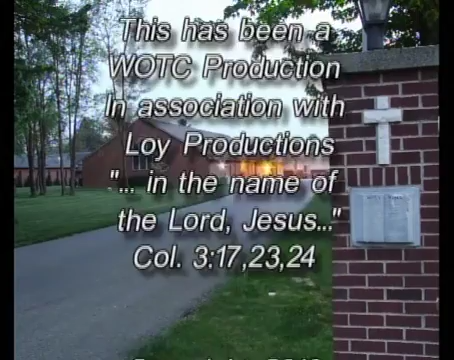 This has been a
WOTC Production
In association with
Loy Productions
"... in the name of
the Lord, Jesus..."
Col. 3:17,23,24